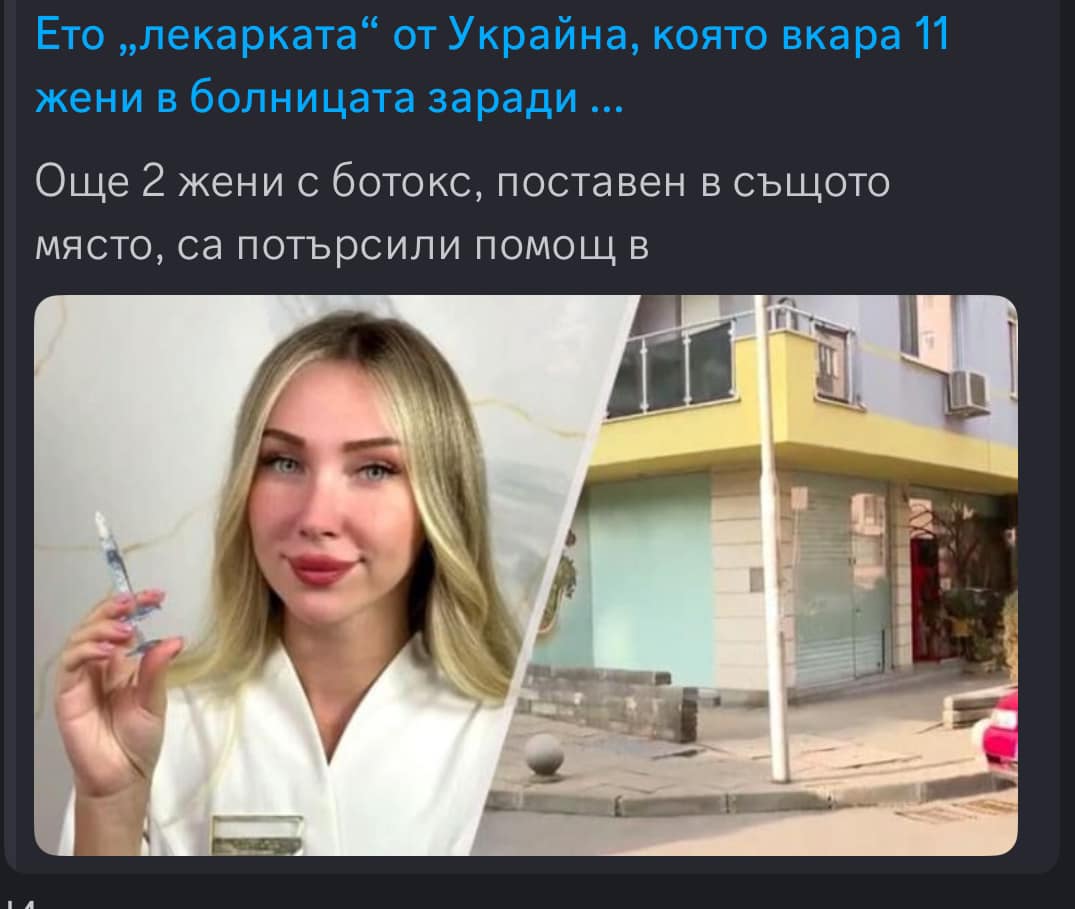 Ето „лекарката“ от Украйна, която вкара 11
жени в болницата заради ...
Още 2 жени с ботокс, поставен в същото
място, са потърсили помощ в